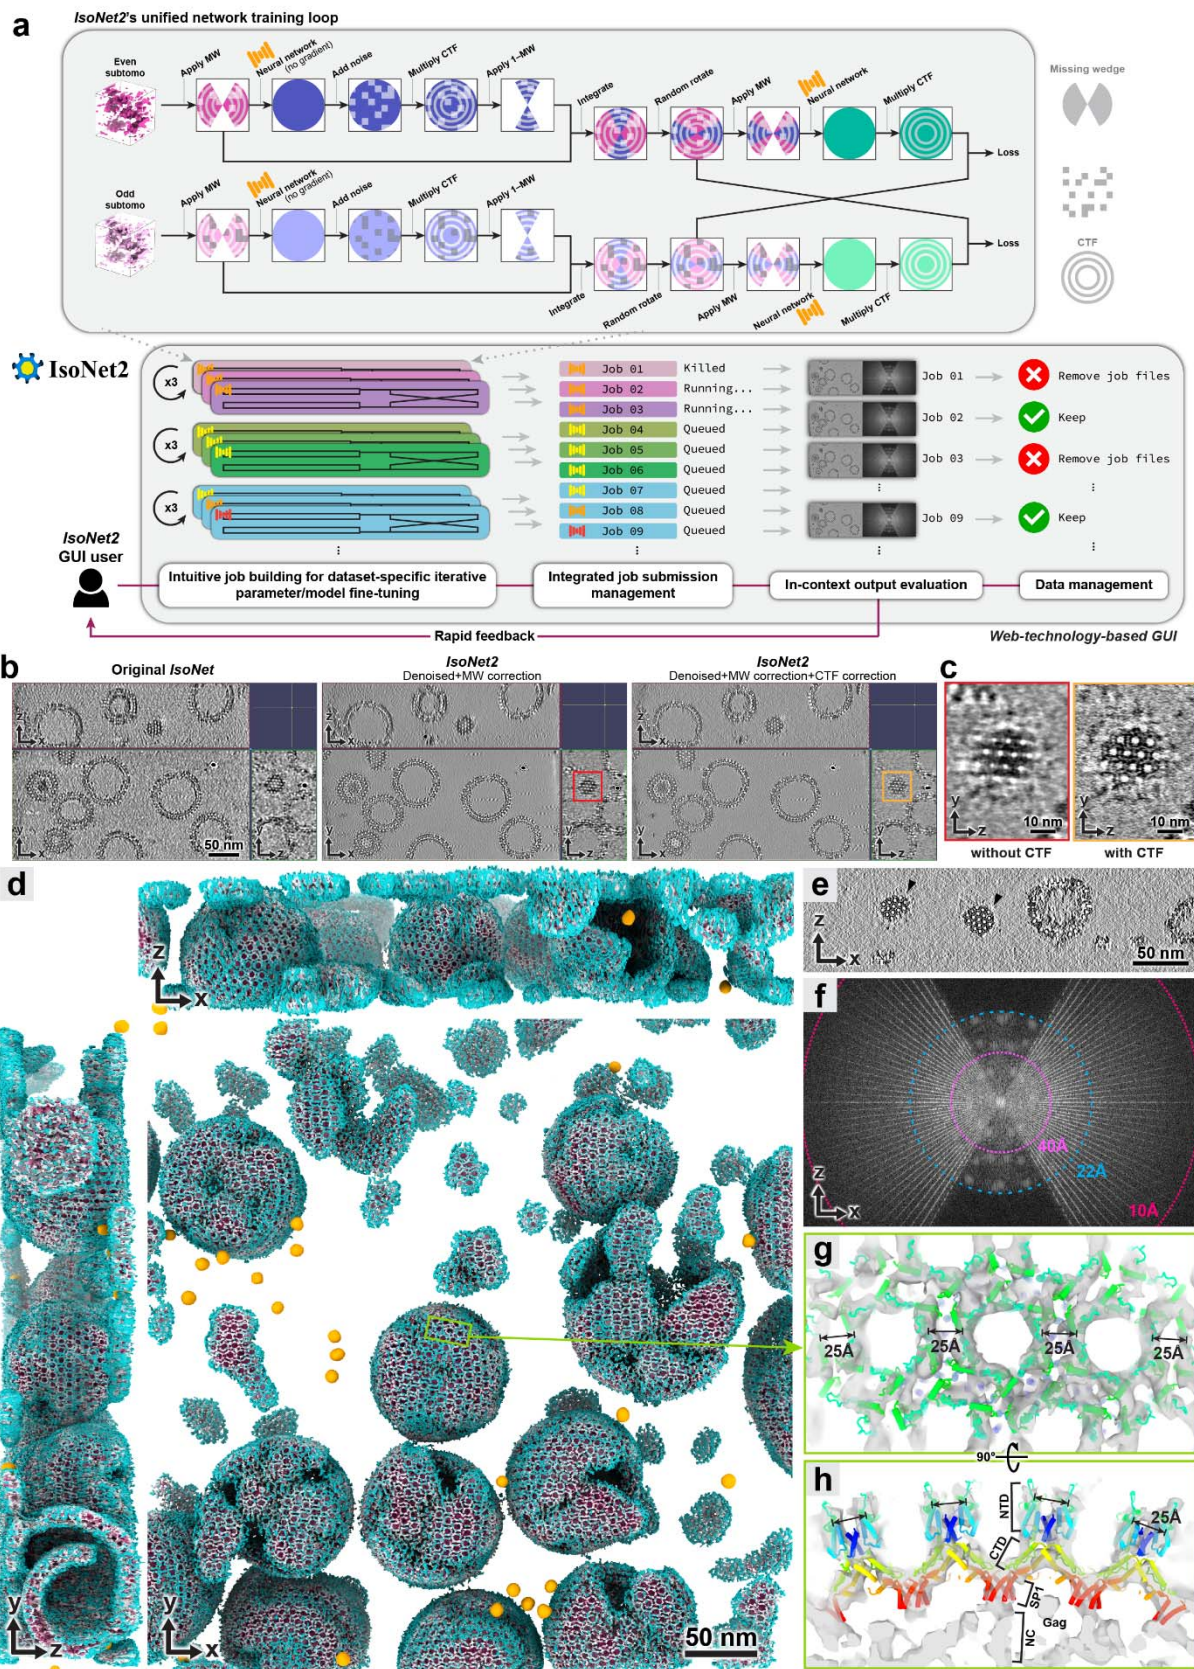 IsoNet2's unified network training loop
a
Even
subtomo
Apply MW
Neural network
(no gradient)
Add noise
Multiply CTF
Apply 1–MW
Integrate
Random rotate
Apply MW
Neural network
Multiply CTF
Loss
Missing wedge
Odd
subtomo
Apply MW
Neural network
(no gradient)
Add noise
Multiply CTF
Apply 1–MW
Integrate
Random rotate
Apply MW
Neural network
Multiply CTF
Loss
CTF
IsoNet2
x3
x3
x3
Job 01 Killed
Job 02 Running...
Job 03 Running...
Job 04 Queued
Job 05 Queued
Job 06 Queued
Job 07 Queued
Job 08 Queued
Job 09 Queued
Job 01 Remove job files
Job 02 Keep
Job 03 Remove job files
Job 09 Keep
IsoNet2
GUI user
Intuitive job building for dataset-specific iterative
parameter/model fine-tuning
Integrated job submission
management
In-context output evaluation
Data management
Rapid feedback
Web-technology-based GUI
b
Original IsoNet
IsoNet2
Denoised+MW correction
IsoNet2
Denoised+MW correction+CTF correction
z
x
z
x
z
x
y
x
50 nm
y
z
y
x
y
z
y
x
y
z
c
y
z
10 nm
without CTF
y
z
10 nm
with CTF
d
z
x
y
z
y
x
50 nm
e
z
x
50 nm
f
40Å
22Å
10Å
z
x
g
25Å
25Å
25Å
25Å
90°
h
NTD
CTD
SP1
NC
Gag
25Å